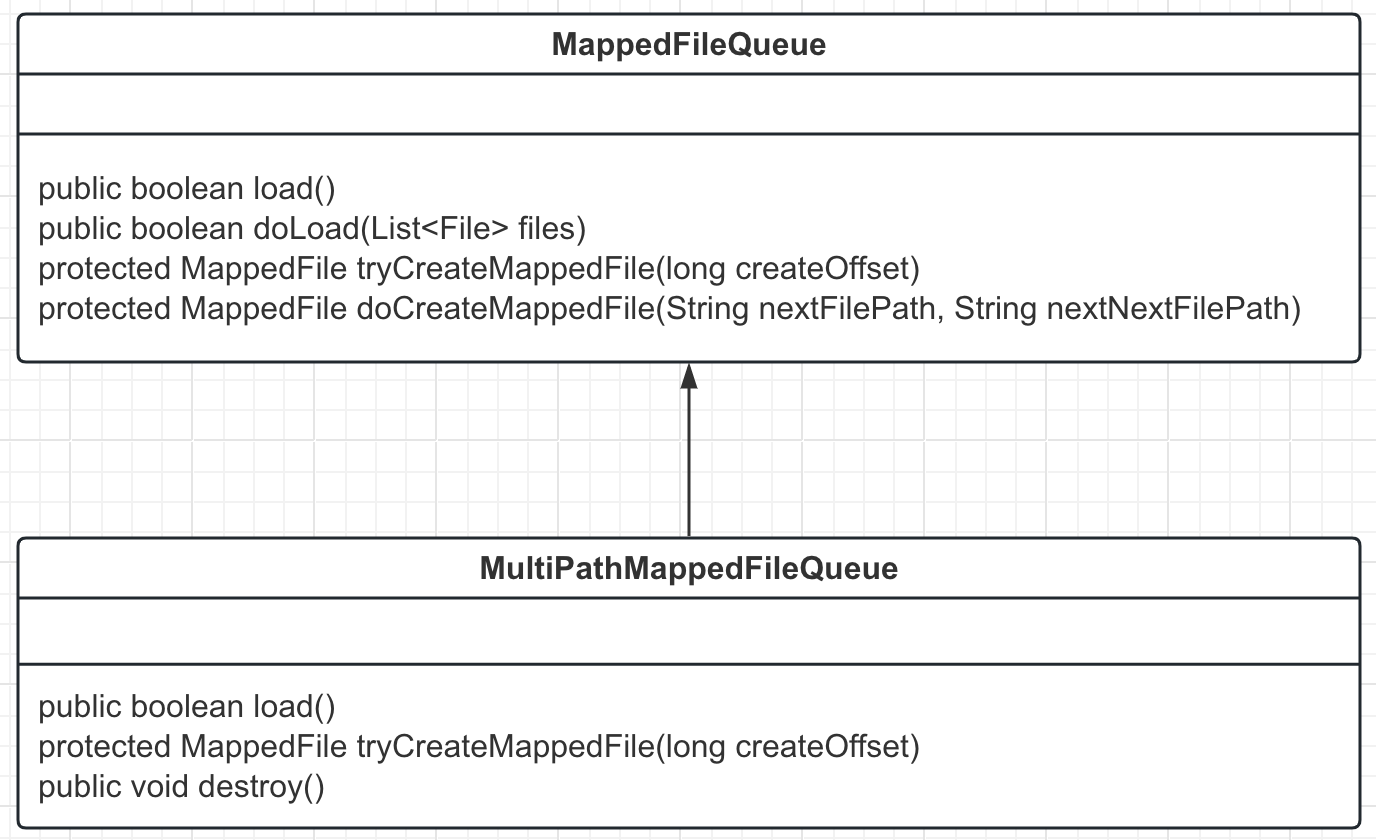 MappedFileQueue
public boolean load()
public boolean doLoad(List<File> files)
protected MappedFile tryCreateMappedFile(long createOffset)
protected MappedFile doCreateMappedFile(String nextFilePath, String nextNextFilePath)
MultiPathMappedFileQueue
public boolean load()
protected MappedFile tryCreateMappedFile(long createOffset)
public void destroy()